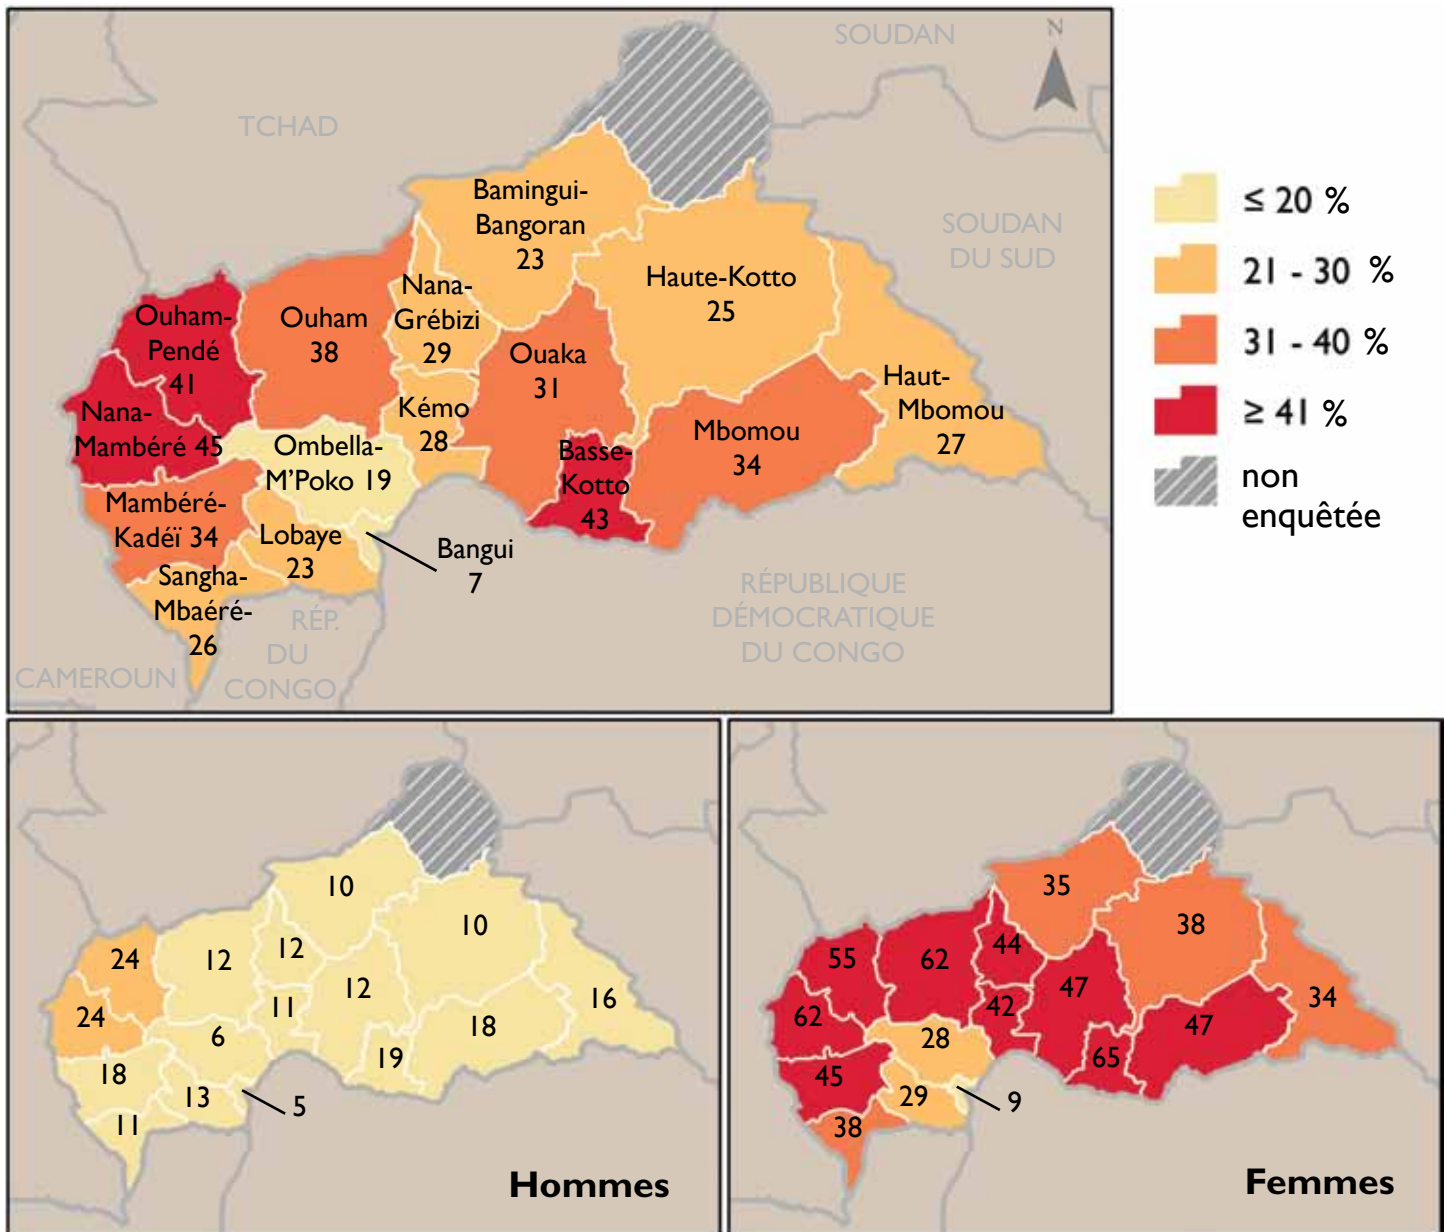 SOUDAN
N
TCHAD
SOUDAN
DU SUD
Bamingui-
Bangoran
23
Haute-Kotto
25
Nana-
Grébizi
29
Ouham-
Pendé
41
Ouham
38
Ouaka
31
Haut-
Mbomou
27
Kémo
28
Nana-
Mambéré 45
Ombella-
M'Poko 19
Basse-
Kotto
43
Mbomou
34
Mambéré-
Kadéï 34
Lobaye
23
Bangui
7
Sangha-
Mbaéré-
26
RÉP.
DU
CONGO
CAMEROUN
RÉPUBLIQUE
DÉMOCRATIQUE
DU CONGO
≤ 20 %
21 - 30 %
31 - 40 %
≥ 41 %
non
enquêtée
10
10
24
12
12
12
11
16
24
6
18
19
18
13
5
11
Hommes
35
38
55
62
44
47
42
34
62
28
47
65
45
29
9
38
Femmes